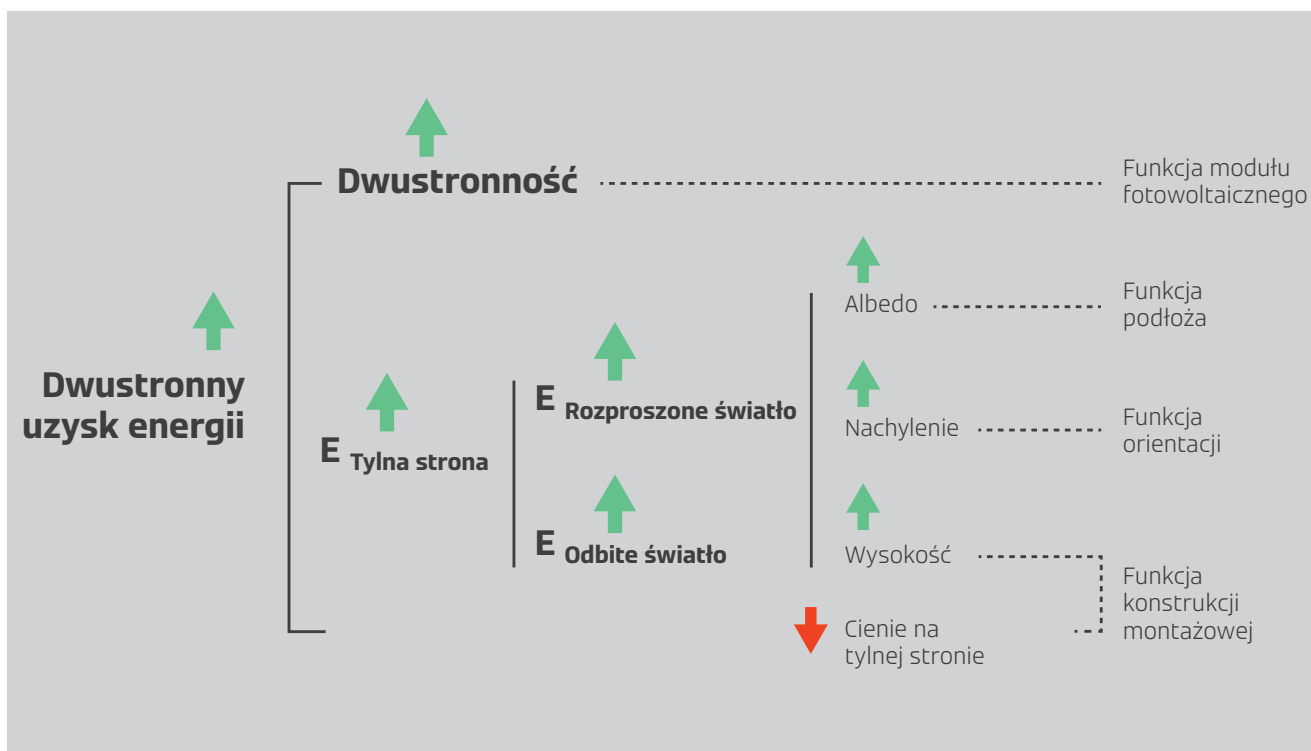 Dwustronność
Funkcja modułu
fotowoltaicznego
Albedo
Funkcja
podłoża
Dwustronny
uzysk energii
E Tylna strona
E Rozproszone światło
Nachylenie
Funkcja
orientacji
E Odbite światło
Wysokość
Cienie na
tylnej stronie
Funkcja
konstrukcji
montażowej